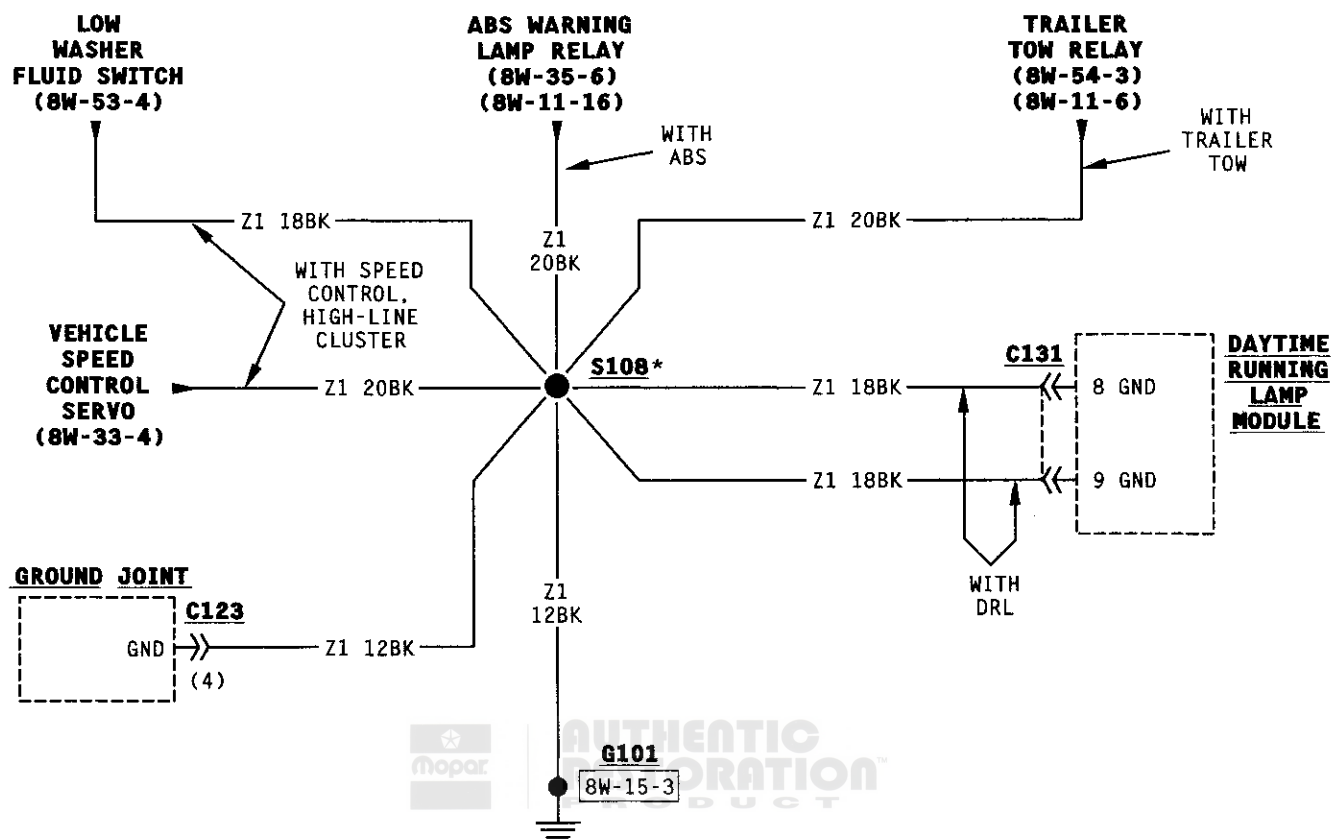 LOW
WASHER
FLUID SWITCH
(8W-53-4)
ABS WARNING
LAMP RELAY
(8W-35-6)
(8W-11-16)
TRAILER
TOW RELAY
(8W-54-3)
(8W-11-6)
WITH
ABS
WITH
TRAILER
TOW
Z1 18BK
Z1
20BK
Z1 20BK
WITH SPEED
CONTROL,
HIGH-LINE
CLUSTER
VEHICLE
SPEED
CONTROL
SERVO
(8W-33-4)
Z1 20BK
S108*
Z1 18BK
C131
8 GND
DAYTIME
RUNNING
LAMP
MODULE
Z1 18BK
9 GND
WITH
DRL
GROUND JOINT
GND
C123
(4)
Z1 12BK
Z1
12BK
G101
8W-15-3
Mopar
AUTHENTIC
RESTORATION™
PRODUCT